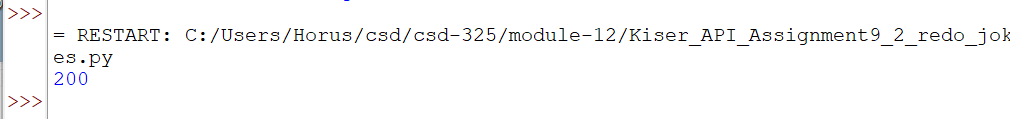 >>>
= RESTART: C:/Users/Horus/csd/csd-325/module-12/Kiser_API_Assignment9_2_redo_jok
es.py
200
>>>